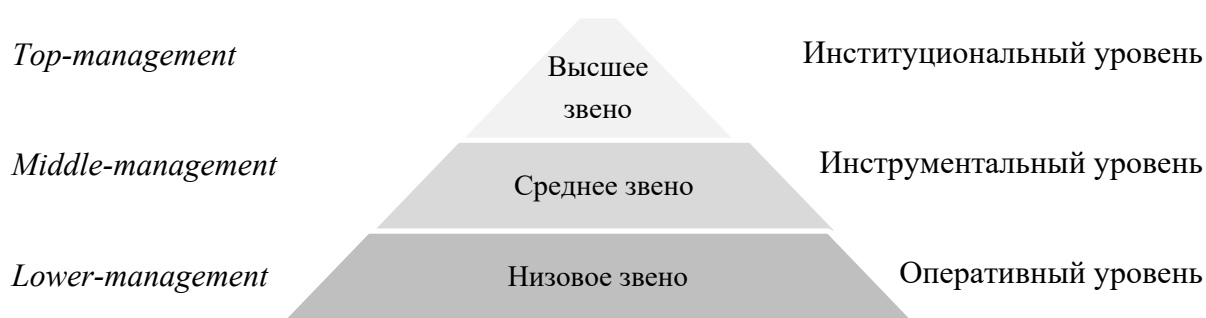 Top-management
Высшее
звено
Институциональный уровень
Middle-management
Среднее звено
Инструментальный уровень
Lower-management
Низовое звено
Оперативный уровень